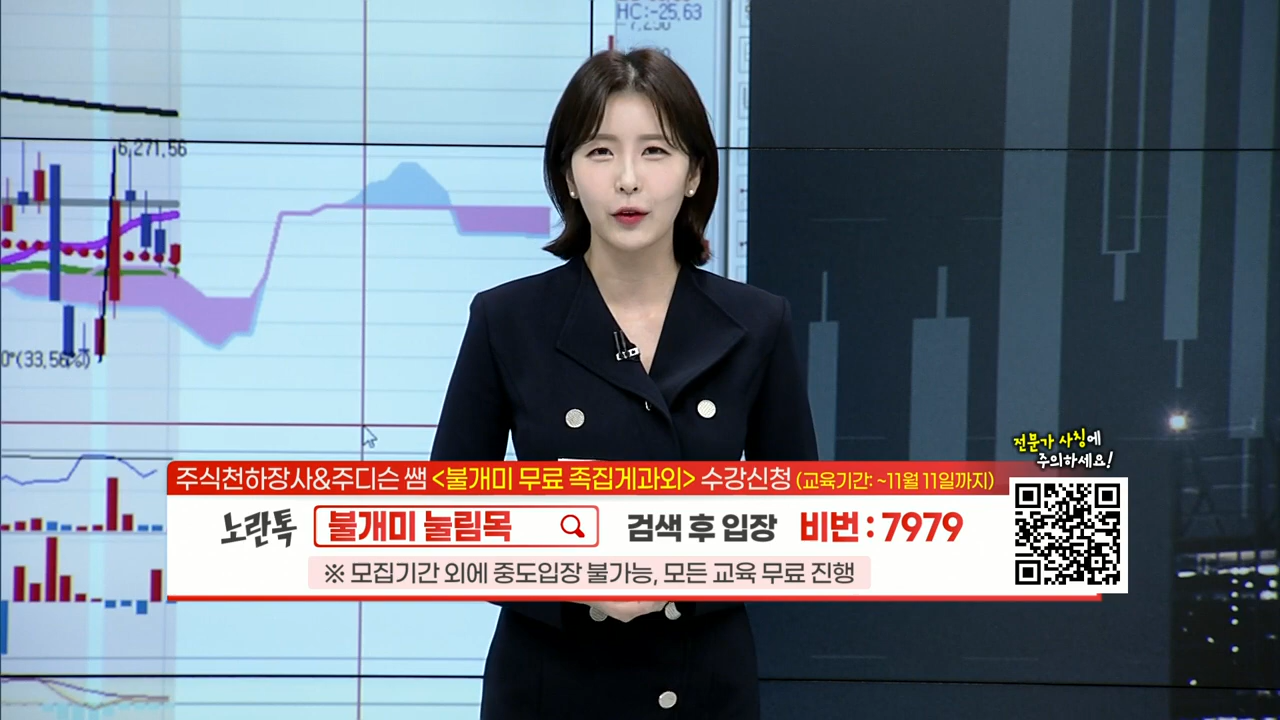 HC:-25.63
6,271.56
0°(33,56%)
전문가 사칭에
주의하세요!
주식천하장사&주디슨 쌤 <불개미 무료 족집게과외> 수강신청 (교육기간: ~11월 11일까지)
노란톡 불개미 눌림목 검색 후 입장 비번 : 7979
※ 모집기간 외에 중도입장 불가능, 모든 교육 무료 진행